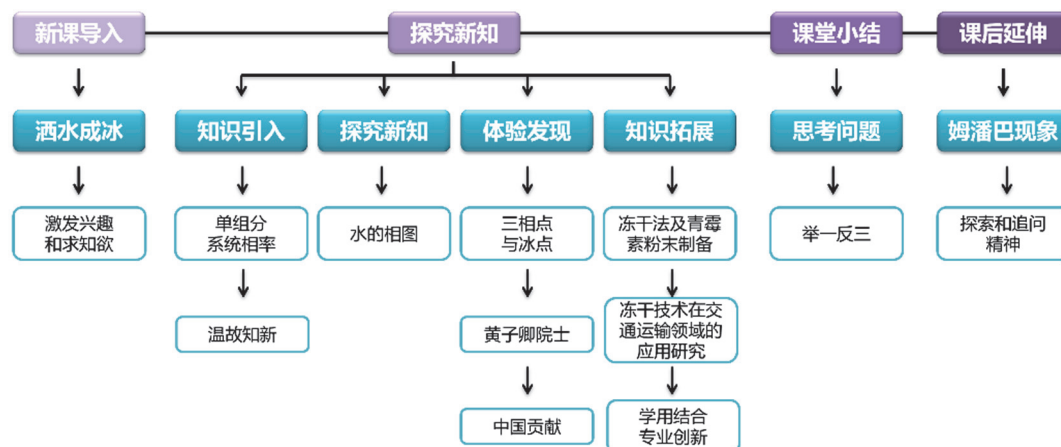 新课导入
探究新知
课堂小结
课后延伸
洒水成冰
知识引入
探究新知
体验发现
知识拓展
思考问题
姆潘巴现象
激发兴趣
和求知欲
单组分
系统相率
水的相图
三相点
与冰点
冻干法及青霉
素粉末制备
举一反三
探索和追问
精神
温故知新
黄子卿院士
冻干技术在交
通运输领域的
应用研究
中国贡献
学用结合
专业创新